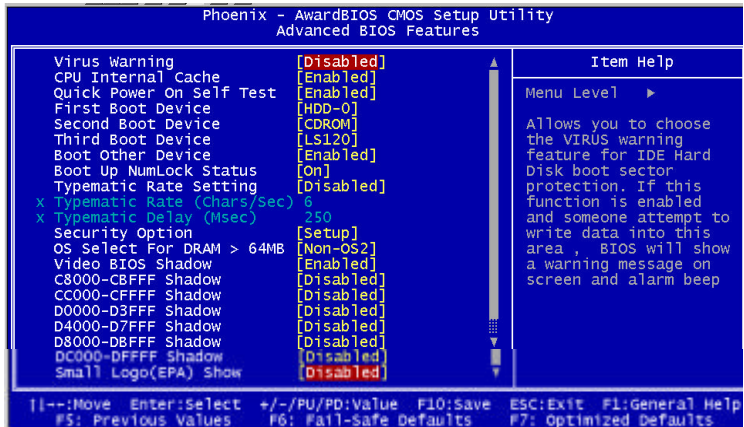 Phoenix - AwardBIOS CMOS Setup Utility
Advanced BIOS Features
Virus Warning [Disabled]
CPU Internal Cache [Enabled]
Quick Power On Self Test [Enabled]
First Boot Device [HDD-0]
Second Boot Device [CDROM]
Third Boot Device [LS120]
Boot Other Device [Enabled]
Boot Up NumLock Status [On]
Typematic Rate Setting [Disabled]
x Typematic Rate (Chars/Sec) 6
x Typematic Delay (Msec) 250
Security Option [Setup]
OS Select For DRAM > 64MB [Non-OS2]
Video BIOS Shadow [Enabled]
C8000-CBFFF Shadow [Disabled]
CC000-CFFFF Shadow [Disabled]
D0000-D3FFF Shadow [Disabled]
D4000-D7FFF Shadow [Disabled]
D8000-DBFFF Shadow [Disabled]
DC000-DFFFF Shadow [Disabled]
Small Logo(EPA) Show [Disabled]
Item Help
Menu Level ▶
Allows you to choose
the VIRUS warning
feature for IDE Hard
Disk boot sector
protection. If this
function is enabled
and someone attempt to
write data into this
area , BIOS will show
a warning message on
screen and alarm beep
↑↓→←:Move Enter:Select +/-/PU/PD:Value F10:Save ESC:Exit F1:General Help
F5: Previous Values F6: Fail-Safe Defaults F7: Optimized Defaults